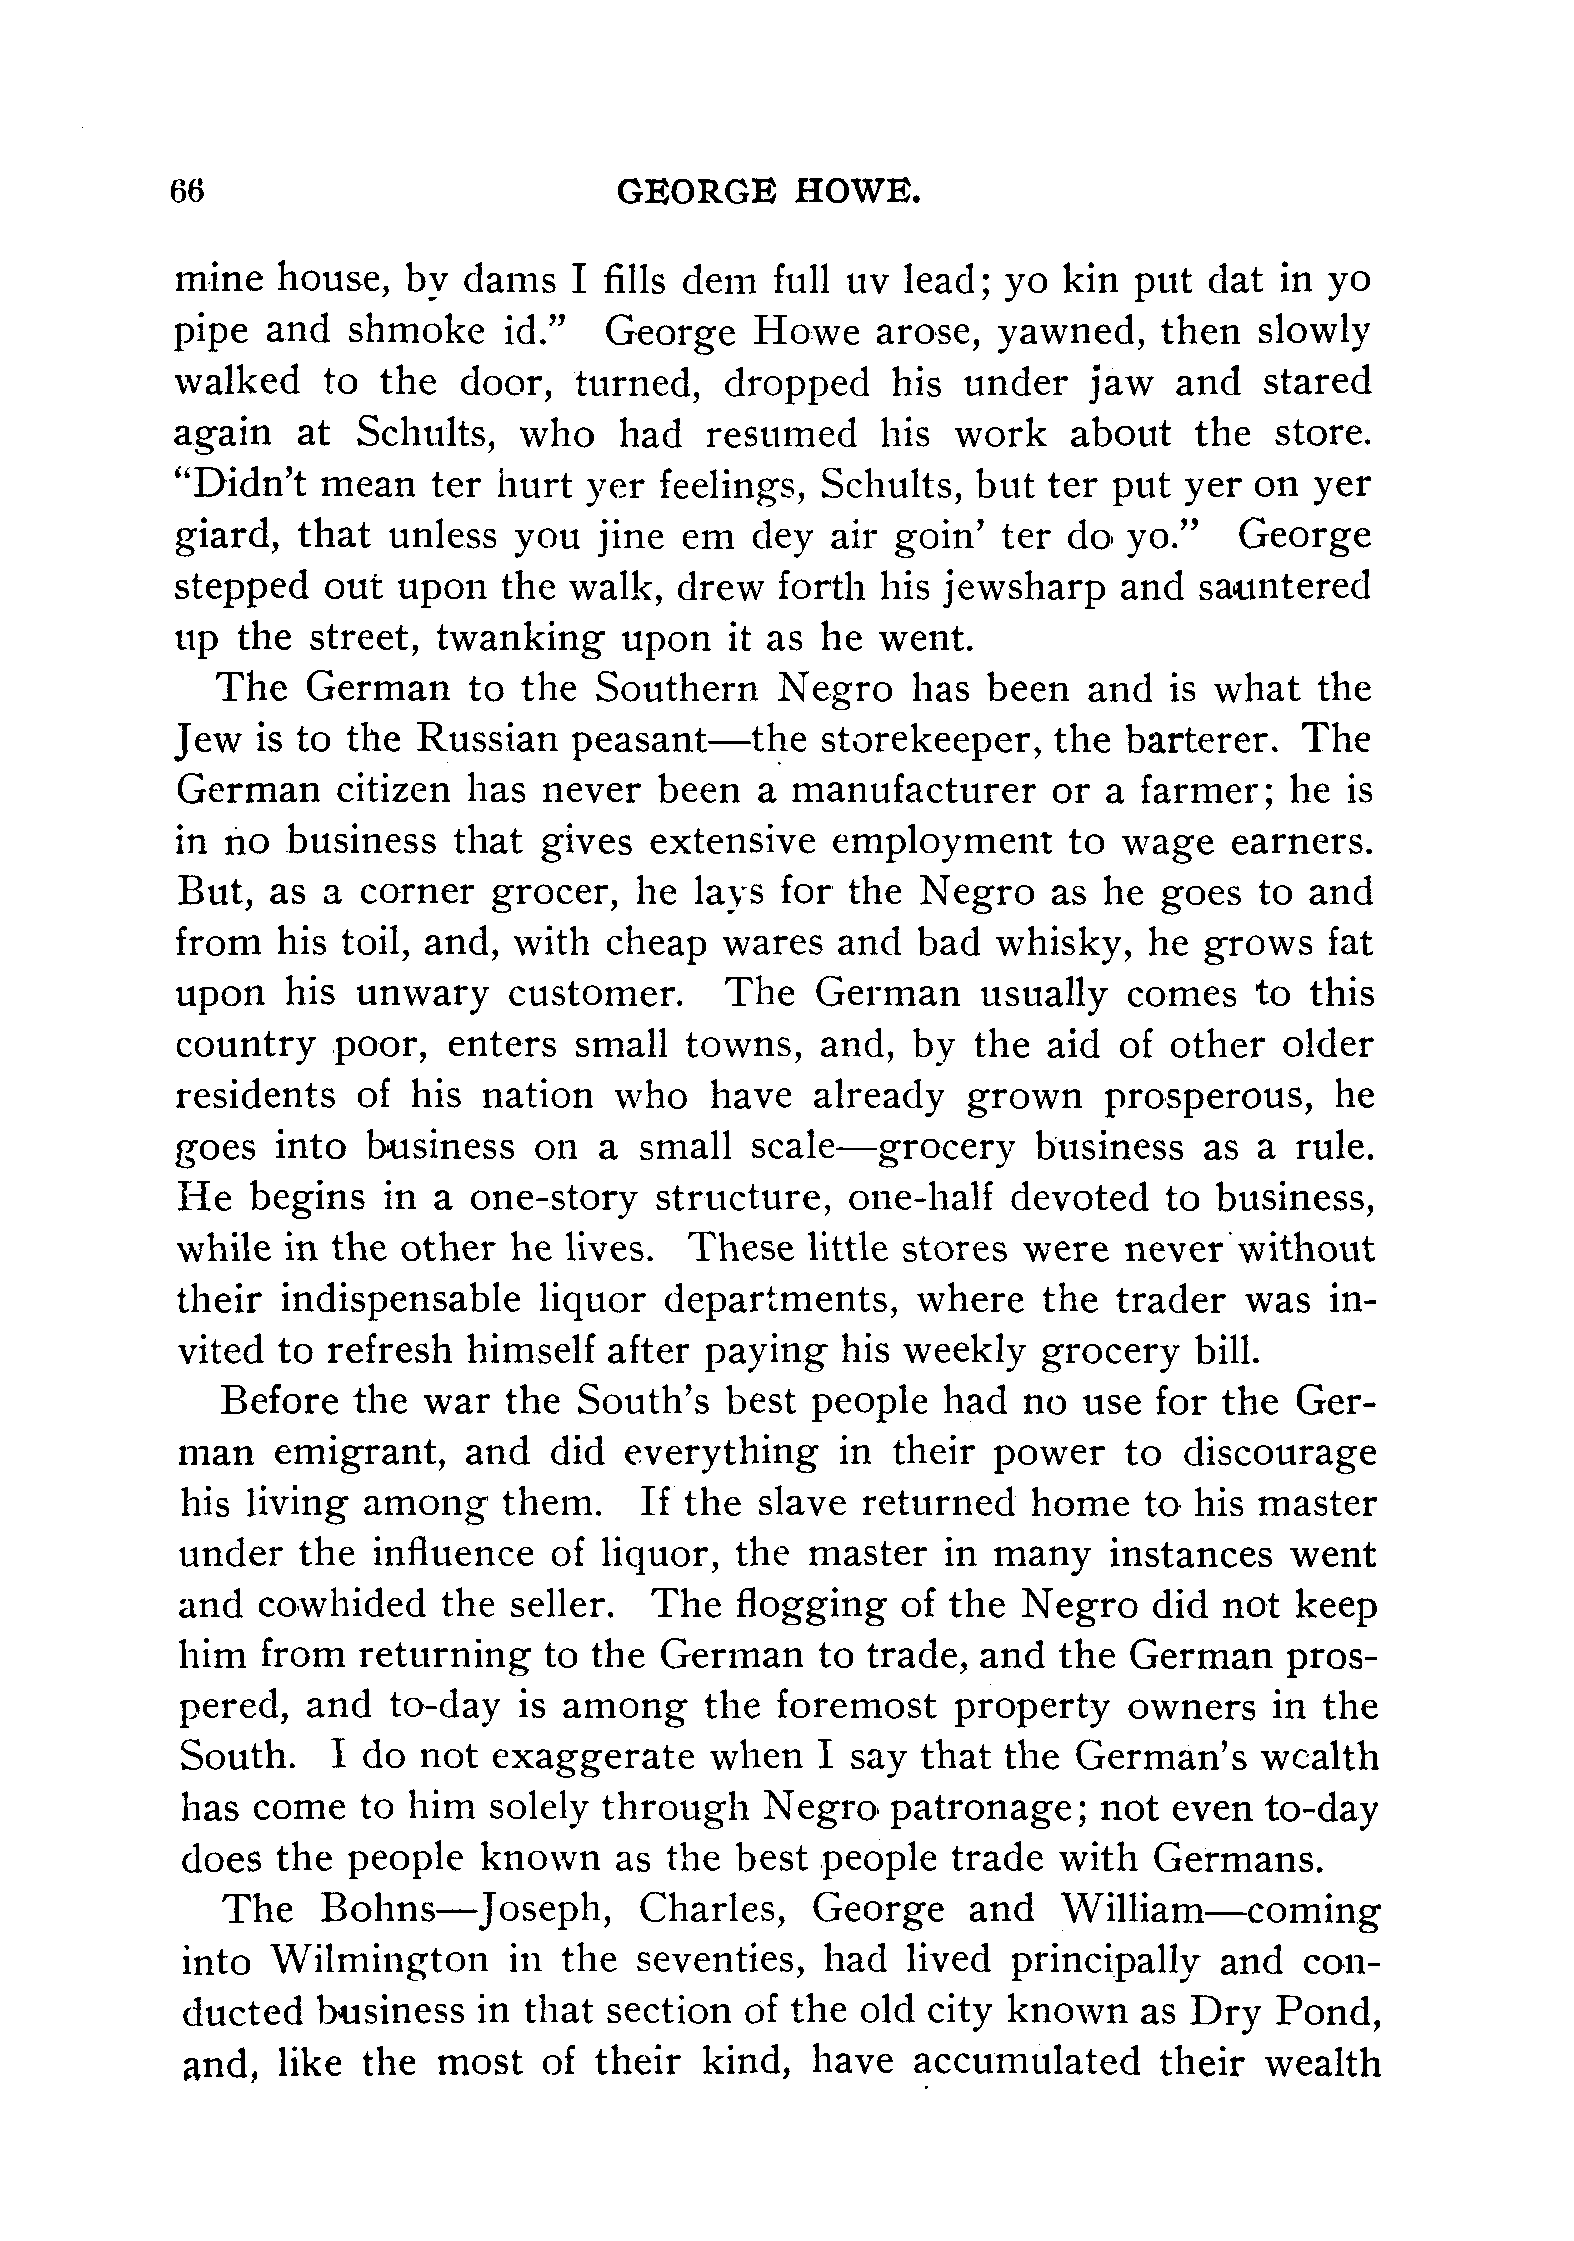 66 GEORGE HOWE.
mine house, by dams I fills dem full uv lead; yo kin put dat in yo
pipe and shmoke id.” George Howe arose, yawned, then slowly
walked to the door, turned, dropped his under jaw and stared
again at Schults, who had resumed his work about the store.
“Didn’t mean ter hurt yer feelings, Schults, but ter put yer on yer
giard, that unless you jine em dey air goin’ ter do yo.” George
stepped out upon the walk, drew forth his jewsharp and sauntered
up the street, twanking upon it as he went.
The German to the Southern Negro has been and is what the
Jew is to the Russian peasant—the storekeeper, the barterer. The
German citizen has never been a manufacturer or a farmer; he is
in no business that gives extensive employment to wage earners.
But, as a corner grocer, he lays for the Negro as he goes to and
from his toil, and, with cheap wares and bad whisky, he grows fat
upon his unwary customer. The German usually comes to this
country poor, enters small towns, and, by the aid of other older
residents of his nation who have already grown prosperous, he
goes into business on a small scale—grocery business as a rule.
He begins in a one-story structure, one-half devoted to business,
while in the other he lives. These little stores were never without
their indispensable liquor departments, where the trader was in-
vited to refresh himself after paying his weekly grocery bill.
Before the war the South’s best people had no use for the Ger-
man emigrant, and did everything in their power to discourage
his living among them. If the slave returned home to his master
under the influence of liquor, the master in many instances went
and cowhided the seller. The flogging of the Negro did not keep
him from returning to the German to trade, and the German pros-
pered, and to-day is among the foremost property owners in the
South. I do not exaggerate when I say that the German’s wealth
has come to him solely through Negro patronage; not even to-day
does the people known as the best people trade with Germans.
The Bohns—Joseph, Charles, George and William—coming
into Wilmington in the seventies, had lived principally and con-
ducted business in that section of the old city known as Dry Pond,
and, like the most of their kind, have accumulated their wealth